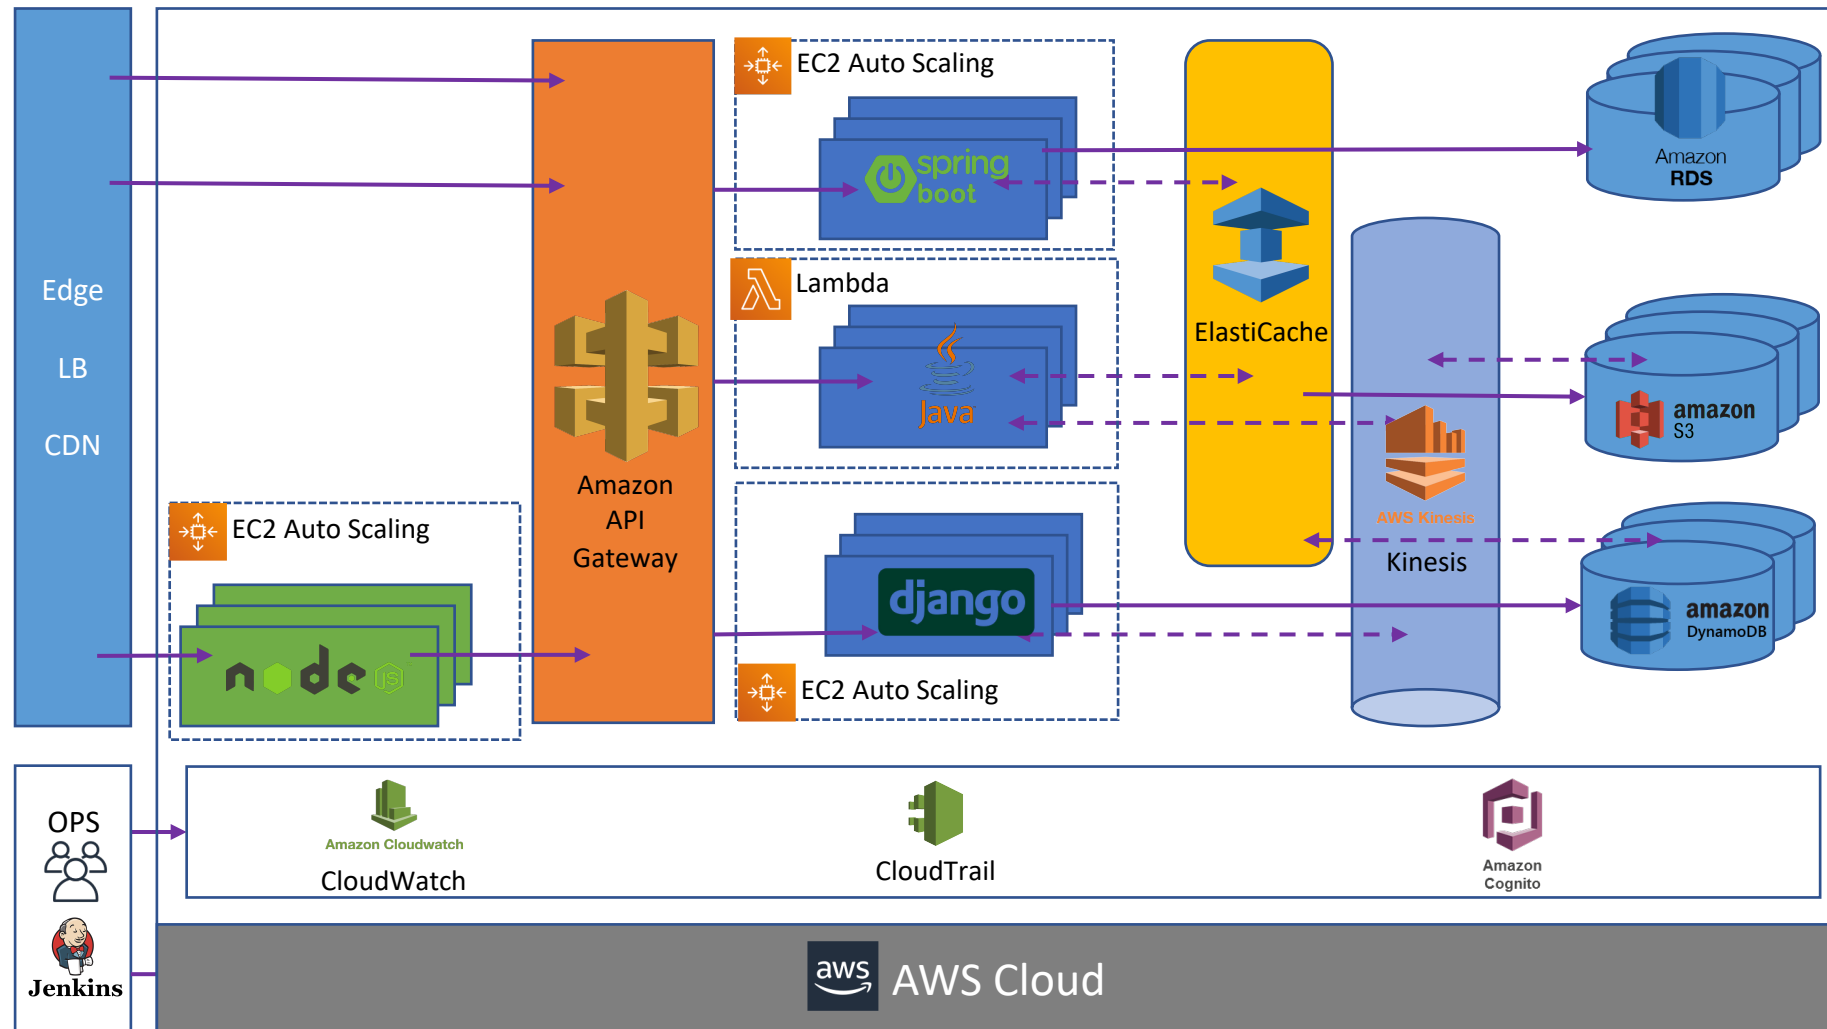 Edge
LB
CDN
EC2 Auto Scaling
node
JS
Amazon
API
Gateway
EC2 Auto Scaling
spring
boot
Lambda
Java
django
EC2 Auto Scaling
ElastiCache
AWS Kinesis
Kinesis
Amazon
RDS
amazon
S3
amazon
DynamoDB
OPS
Jenkins
Amazon Cloudwatch
CloudWatch
CloudTrail
Amazon
Cognito
aws
AWS Cloud